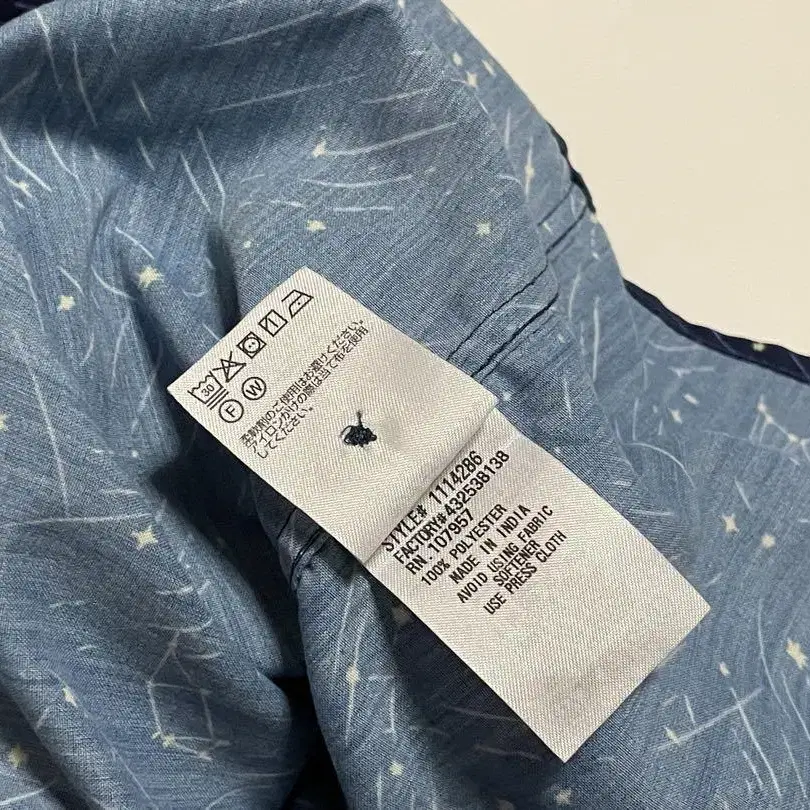 30
F W
柔軟剤のご使用はお避けください。
アイロンがけの際は当て布を使用
してください。
STYLE# 1114286
FACTORY#432538138
RN. 107957
100% POLYESTER
MADE IN INDIA
AVOID USING FABRIC
SOFTENER
USE PRESS CLOTH